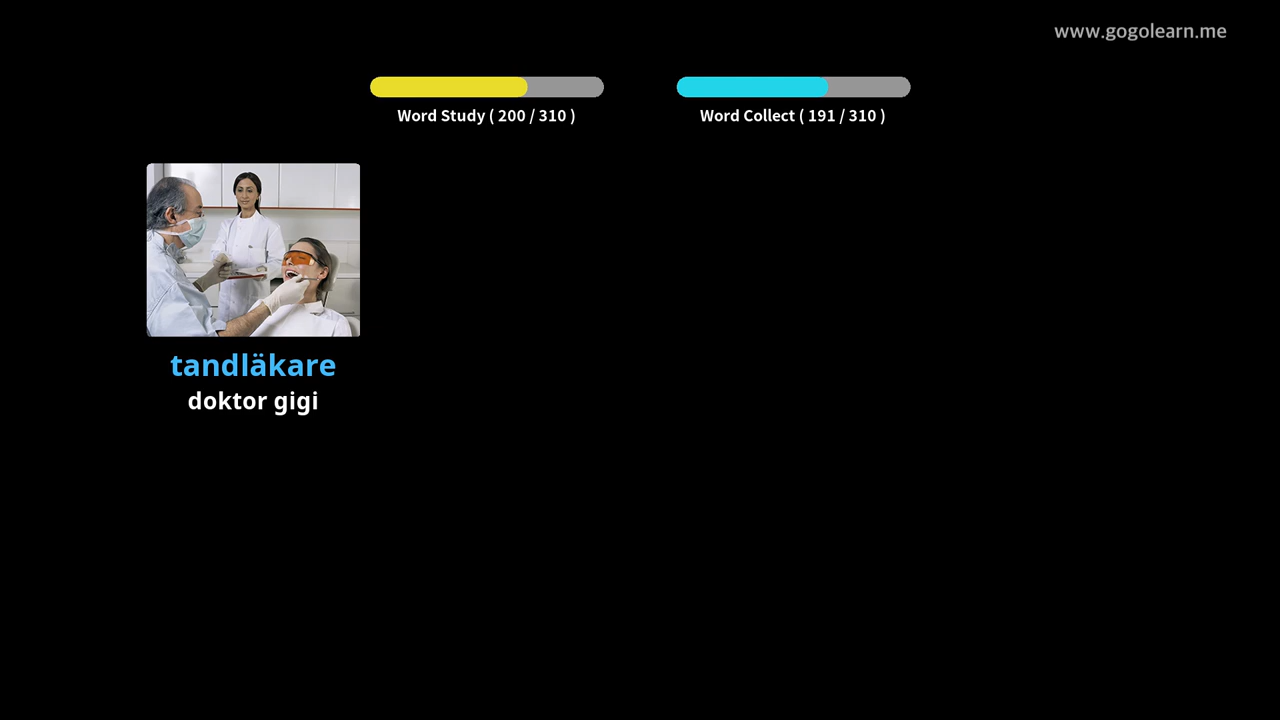 www.gogolearn.me
Word Study ( 200 / 310 )
Word Collect ( 191 / 310 )
tandläkare
doktor gigi